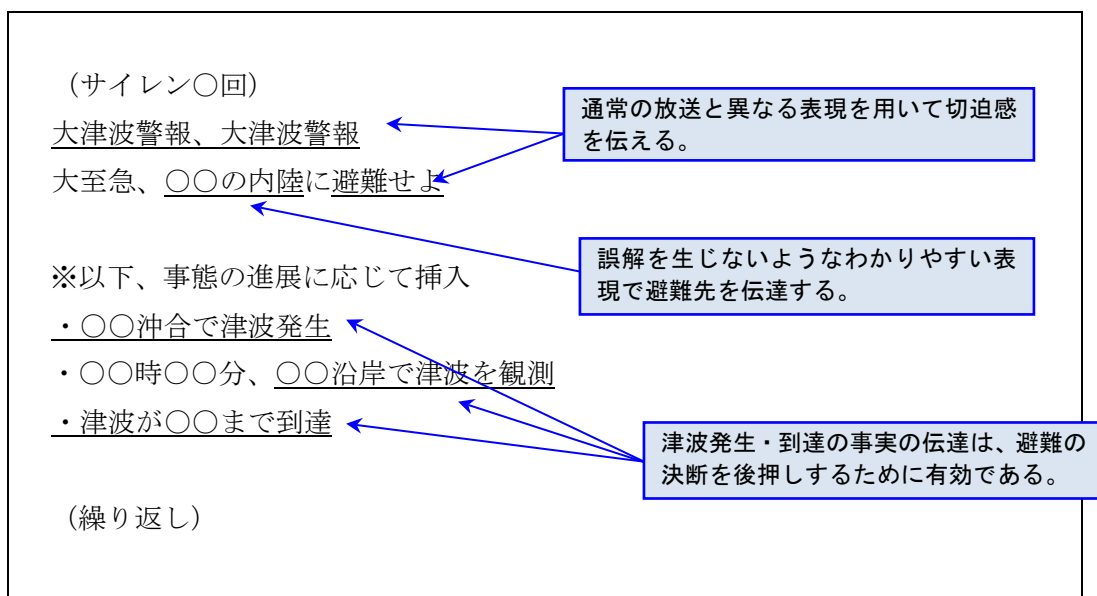 （サイレン○回）
大津波警報、大津波警報
大至急、○○の内陸に避難せよ
通常の放送と異なる表現を用いて切迫感
を伝える。
※以下、事態の進展に応じて挿入
誤解を生じないようなわかりやすい表
現で避難先を伝達する。
・○○沖合で津波発生
・○○時○○分、○○沿岸で津波を観測
・津波が○○まで到達
津波発生・到達の事実の伝達は、避難の
決断を後押しするために有効である。
（繰り返し）